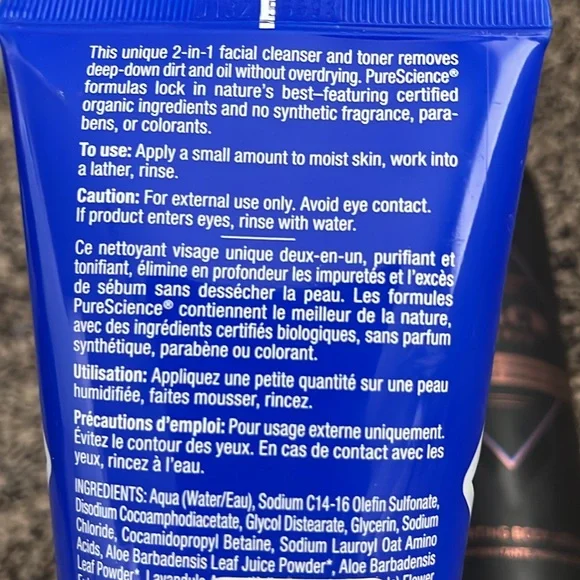 This unique 2-in-1 facial cleanser and toner removes
deep-down dirt and oil without overdrying. PureScience®
formulas lock in nature's best–featuring certified
organic ingredients and no synthetic fragrance, para-
bens, or colorants.
To use: Apply a small amount to moist skin, work into
a lather, rinse.
Caution: For external use only. Avoid eye contact.
If product enters eyes, rinse with water.
Ce nettoyant visage unique deux-en-un, purifiant et
tonifiant, élimine en profondeur les impuretés et l'excès
de sébum sans dessécher la peau. Les formules
PureScience® contiennent le meilleur de la nature,
avec des ingrédients certifiés biologiques, sans parfum
synthétique, parabène ou colorant.
Utilisation: Appliquez une petite quantité sur une peau
humidifiée, faites mousser, rincez.
Précautions d'emploi: Pour usage externe uniquement.
Évitez le contour des yeux. En cas de contact avec les
yeux, rincez à l'eau.
INGREDIENTS: Aqua (Water/Eau), Sodium C14-16 Olefin Sulfonate,
Disodium Cocoamphodiacetate, Glycol Distearate, Glycerin, Sodium
Chloride, Cocamidopropyl Betaine, Sodium Lauroyl Oat Amino
Acids, Aloe Barbadensis Leaf Juice Powder*, Aloe Barbadensis
Leaf Powder*, Flower